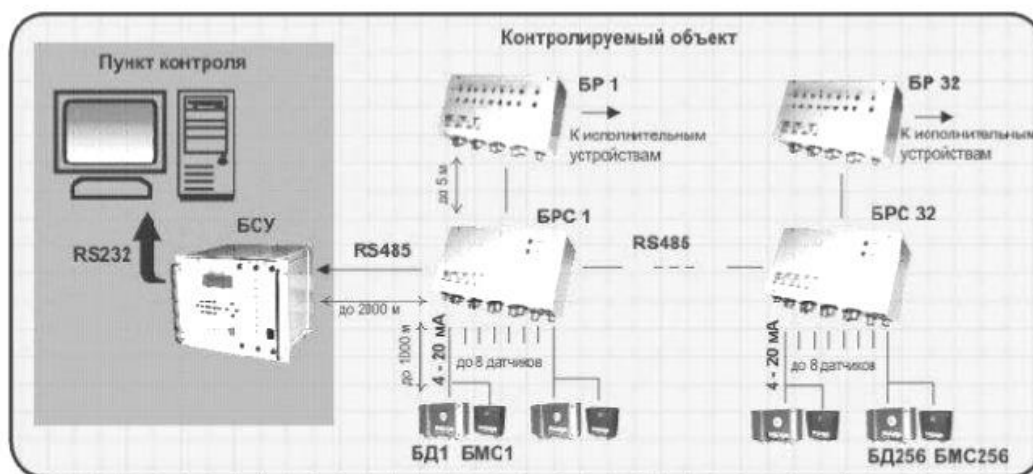 Контролируемый объект
Пункт контроля
БР 1
БР 32
К исполнительным
устройствам
К исполнительным
устройствам
до 5 м
БСУ
БРС 1
БРС 32
RS232
RS485
RS485
до 2000 м
до 1000 м
4 - 20 мА
до 8 датчиков
4 - 20 мА
до 8 датчиков
БД1 БМС1
БД256 БМС256